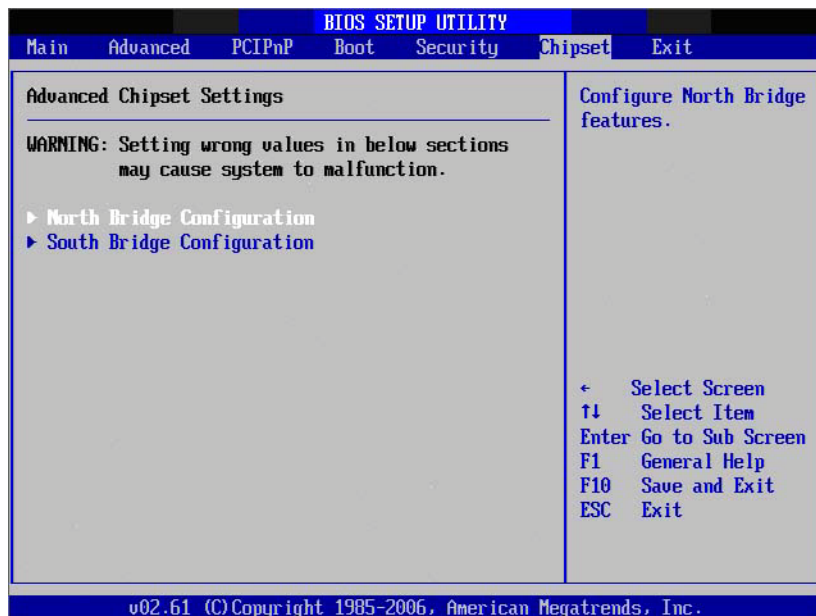 BIOS SETUP UTILITY
Main Advanced PCIPnP Boot Security Chipset Exit
Advanced Chipset Settings
WARNING: Setting wrong values in below sections
may cause system to malfunction.
▶ North Bridge Configuration
▶ South Bridge Configuration
Configure North Bridge
features.
← Select Screen
↑↓ Select Item
Enter Go to Sub Screen
F1 General Help
F10 Save and Exit
ESC Exit
v02.61 (C)Copyright 1985-2006, American Megatrends, Inc.